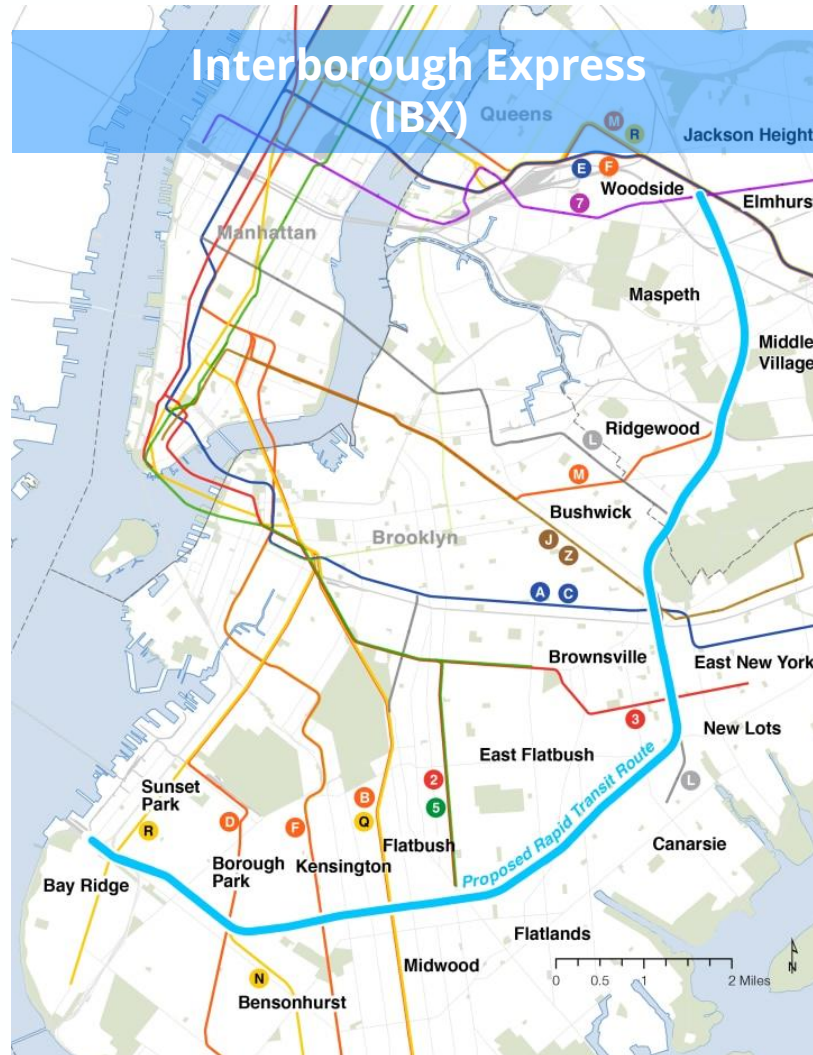 Interborough Express
(IBX)
Queens
M
R
Jackson Height
E
F
Woodside
7
Elmhurs
Manhattan
Maspeth
Middle
Village
Ridgewood
L
M
Bushwick
J
Z
Brooklyn
A
C
Brownsville
East New York
3
New Lots
East Flatbush
Proposed Rapid Transit Route
L
2
5
Sunset
Park
R
D
F
B
Q
Flatbush
Canarsie
Borough
Park
Kensington
Bay Ridge
Flatlands
Midwood
0 0.5 1 2 Miles
N
N
Bensonhurst